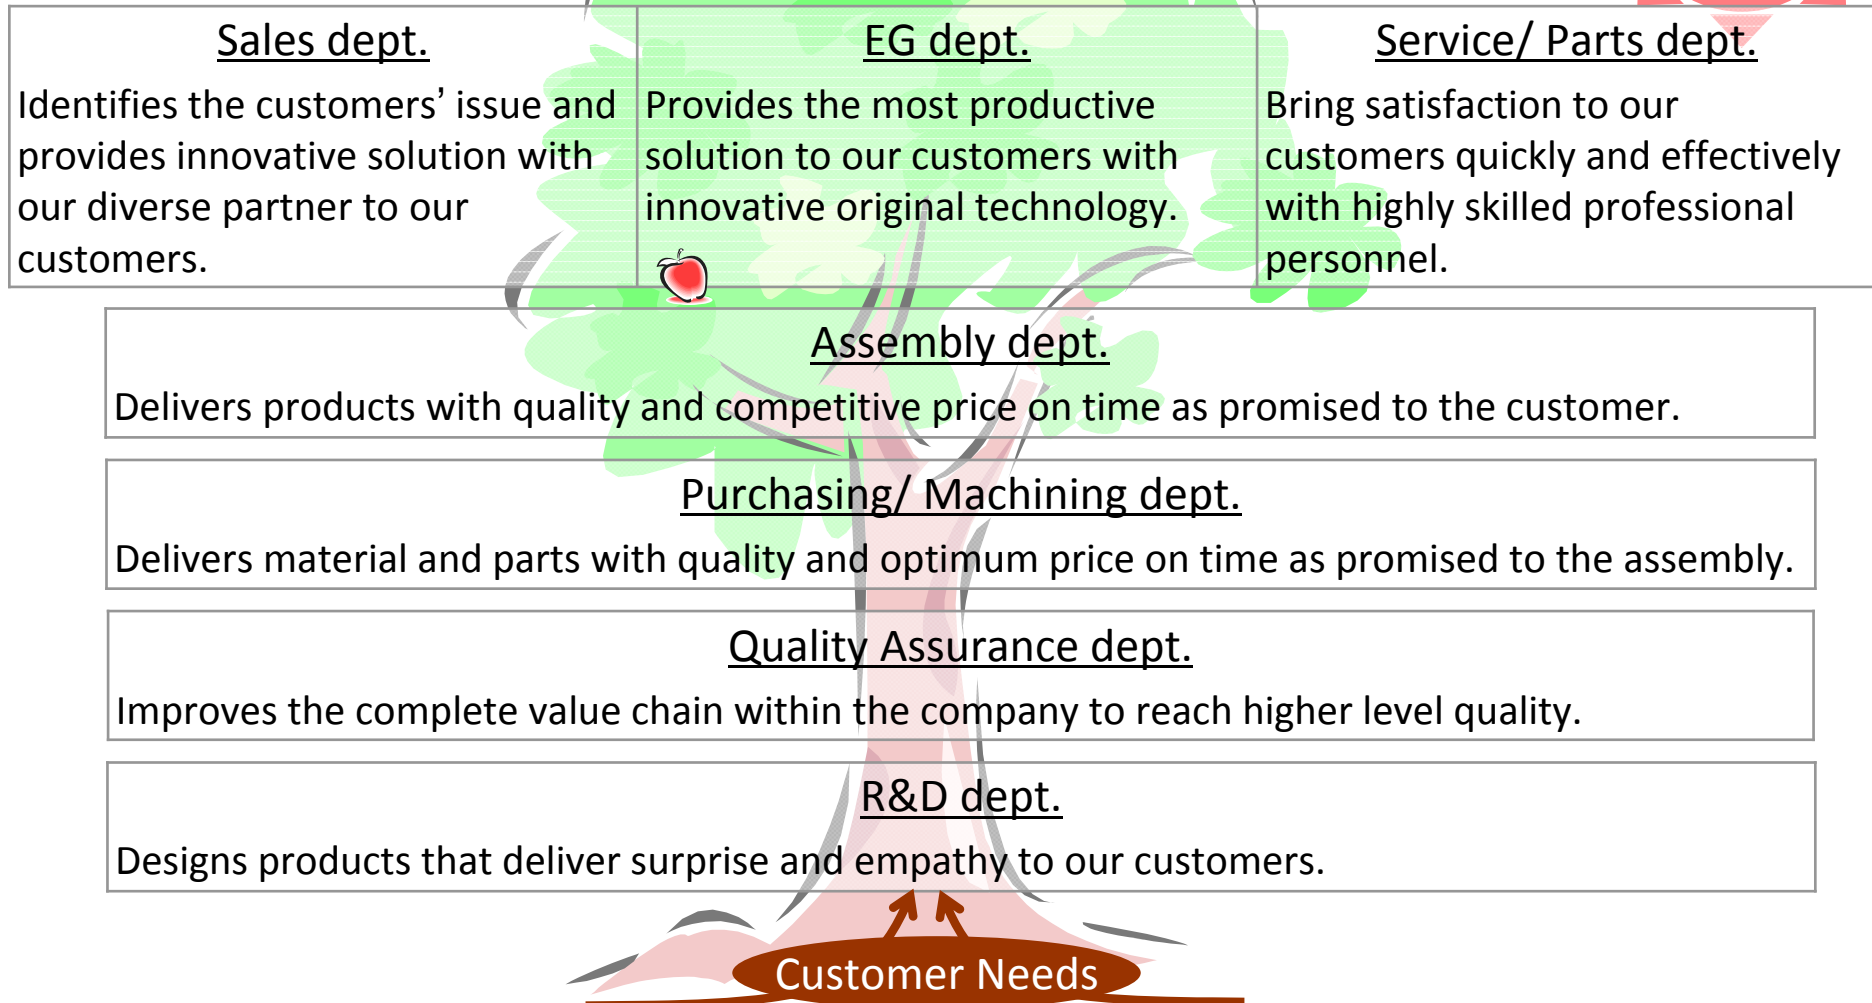 Sales dept.
Identifies the customers’ issue and
provides innovative solution with
our diverse partner to our
customers.
EG dept.
Provides the most productive
solution to our customers with
innovative original technology.
Service/ Parts dept.
Bring satisfaction to our
customers quickly and effectively
with highly skilled professional
personnel.
Assembly dept.
Delivers products with quality and competitive price on time as promised to the customer.
Purchasing/ Machining dept.
Delivers material and parts with quality and optimum price on time as promised to the assembly.
Quality Assurance dept.
Improves the complete value chain within the company to reach higher level quality.
R&D dept.
Designs products that deliver surprise and empathy to our customers.
Customer Needs